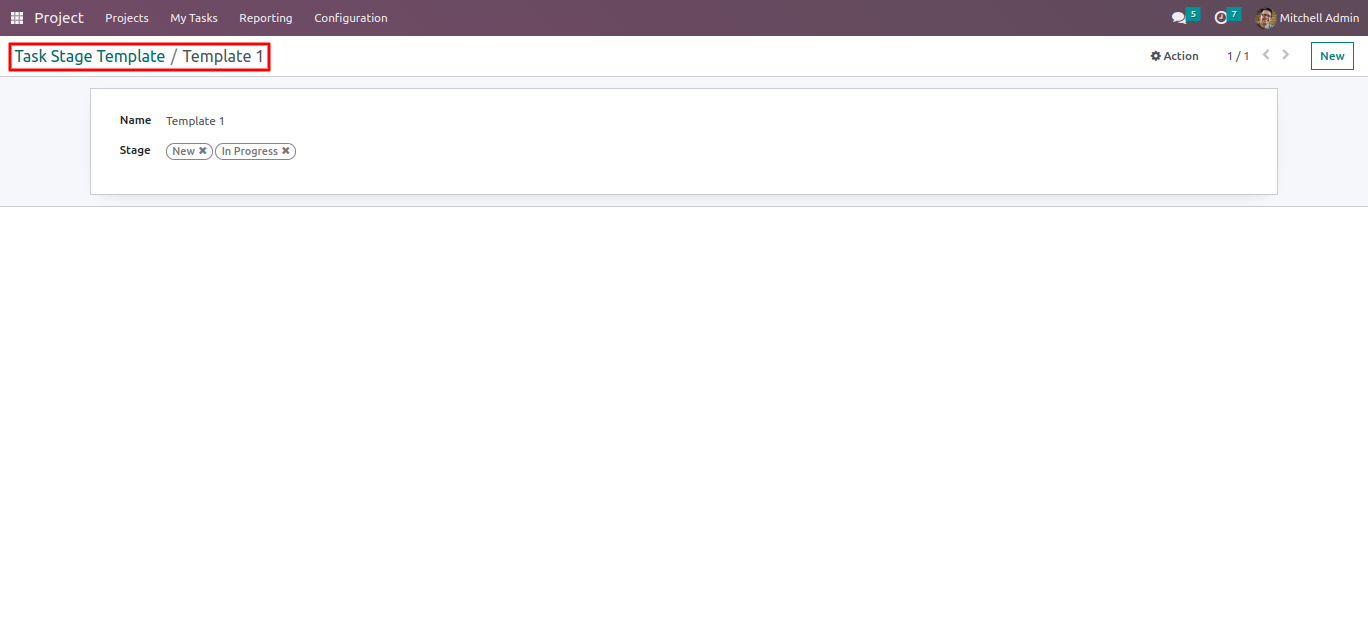 Project Projects My Tasks Reporting Configuration 5 7 Mitchell Admin
Task Stage Template / Template 1 Action 1 / 1 New
Name Template 1
Stage New ✖ In Progress ✖